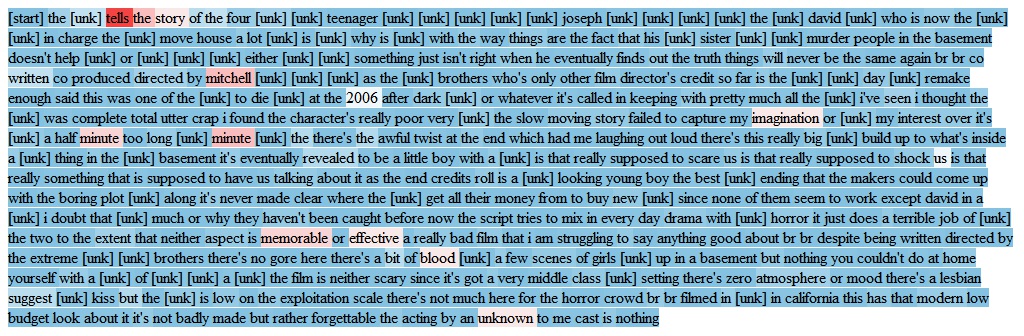 [start] the [unk] tells the story of the four [unk] [unk] teenager [unk] [unk] [unk] [unk] [unk] joseph [unk] [unk] [unk] [unk] the [unk] david [unk] who is now the [unk]
[unk] in charge the [unk] move house a lot [unk] is [unk] why is [unk] with the way things are the fact that his [unk] sister [unk] [unk] murder people in the basement
doesn't help [unk] or [unk] [unk] [unk] either [unk] [unk] something just isn't right when he eventually finds out the truth things will never be the same again br br co
written co produced directed by mitchell [unk] [unk] [unk] as the [unk] brothers who's only other film director's credit so far is the [unk] day [unk] remake
enough said this was one of the [unk] to die [unk] at the 2006 after dark [unk] or whatever it's called in keeping with pretty much all the [unk] i've seen i thought the
[unk] was complete total utter crap i found the character's really poor very [unk] the slow moving story failed to capture my imagination or [unk] my interest over it's
[unk] a half minute too long [unk] minute [unk] the there's the awful twist at the end which had me laughing out loud there's this really big [unk] build up to what's inside
a [unk] thing in the [unk] basement it's eventually revealed to be a little boy with a [unk] is that really supposed to scare us is that really supposed to shock us is that
really something that is supposed to have us talking about it as the end credits roll is a [unk] looking young boy the best [unk] ending that the makers could come up
with the boring plot [unk] along it's never made clear where the [unk] get all their money from to buy new [unk] since none of them seem to work except david in a
[unk] i doubt that [unk] much or why they haven't been caught before now the script tries to mix in every day drama with [unk] horror it just does a terrible job of [unk]
the two to the extent that neither aspect is memorable or effective a really bad film that i am struggling to say anything good about br br despite being written directed by
the extreme [unk] [unk] brothers there's no gore here there's a bit of blood [unk] a few scenes of girls [unk] up in a basement but nothing you couldn't do at home
yourself with a [unk] of [unk] [unk] a [unk] the film is neither scary since it's got a very middle class [unk] setting there's zero atmosphere or mood there's a lesbian
suggest [unk] kiss but the [unk] is low on the exploitation scale there's not much here for the horror crowd br br filmed in [unk] in california this has that modern low
budget look about it it's not badly made but rather forgettable the acting by an unknown to me cast is nothing